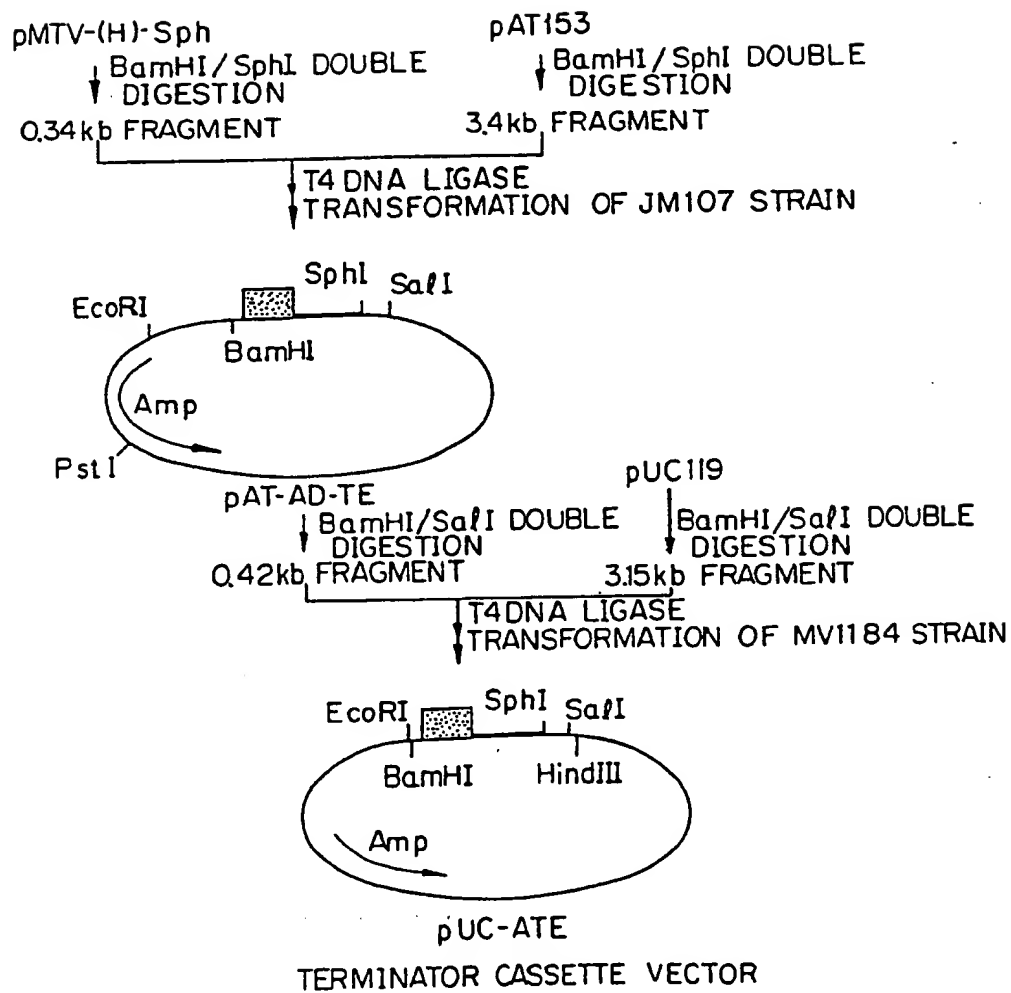 pMTV-(H)-Sph
pAT153
BamHI/SphI DOUBLE
DIGESTION
BamHI/SphI DOUBLE
DIGESTION
0.34kb FRAGMENT
3.4kb FRAGMENT
T4 DNA LIGASE
TRANSFORMATION OF JM107 STRAIN
SphI
SalI
EcoRI
BamHI
Amp
PstI
pAT-AD-TE
pUC119
BamHI/SalI DOUBLE
DIGESTION
BamHI/SalI DOUBLE
DIGESTION
0.42kb FRAGMENT
3.15kb FRAGMENT
T4 DNA LIGASE
TRANSFORMATION OF MV1184 STRAIN
EcoRI
SphI
SalI
BamHI
HindIII
Amp
pUC-ATE
TERMINATOR CASSETTE VECTOR